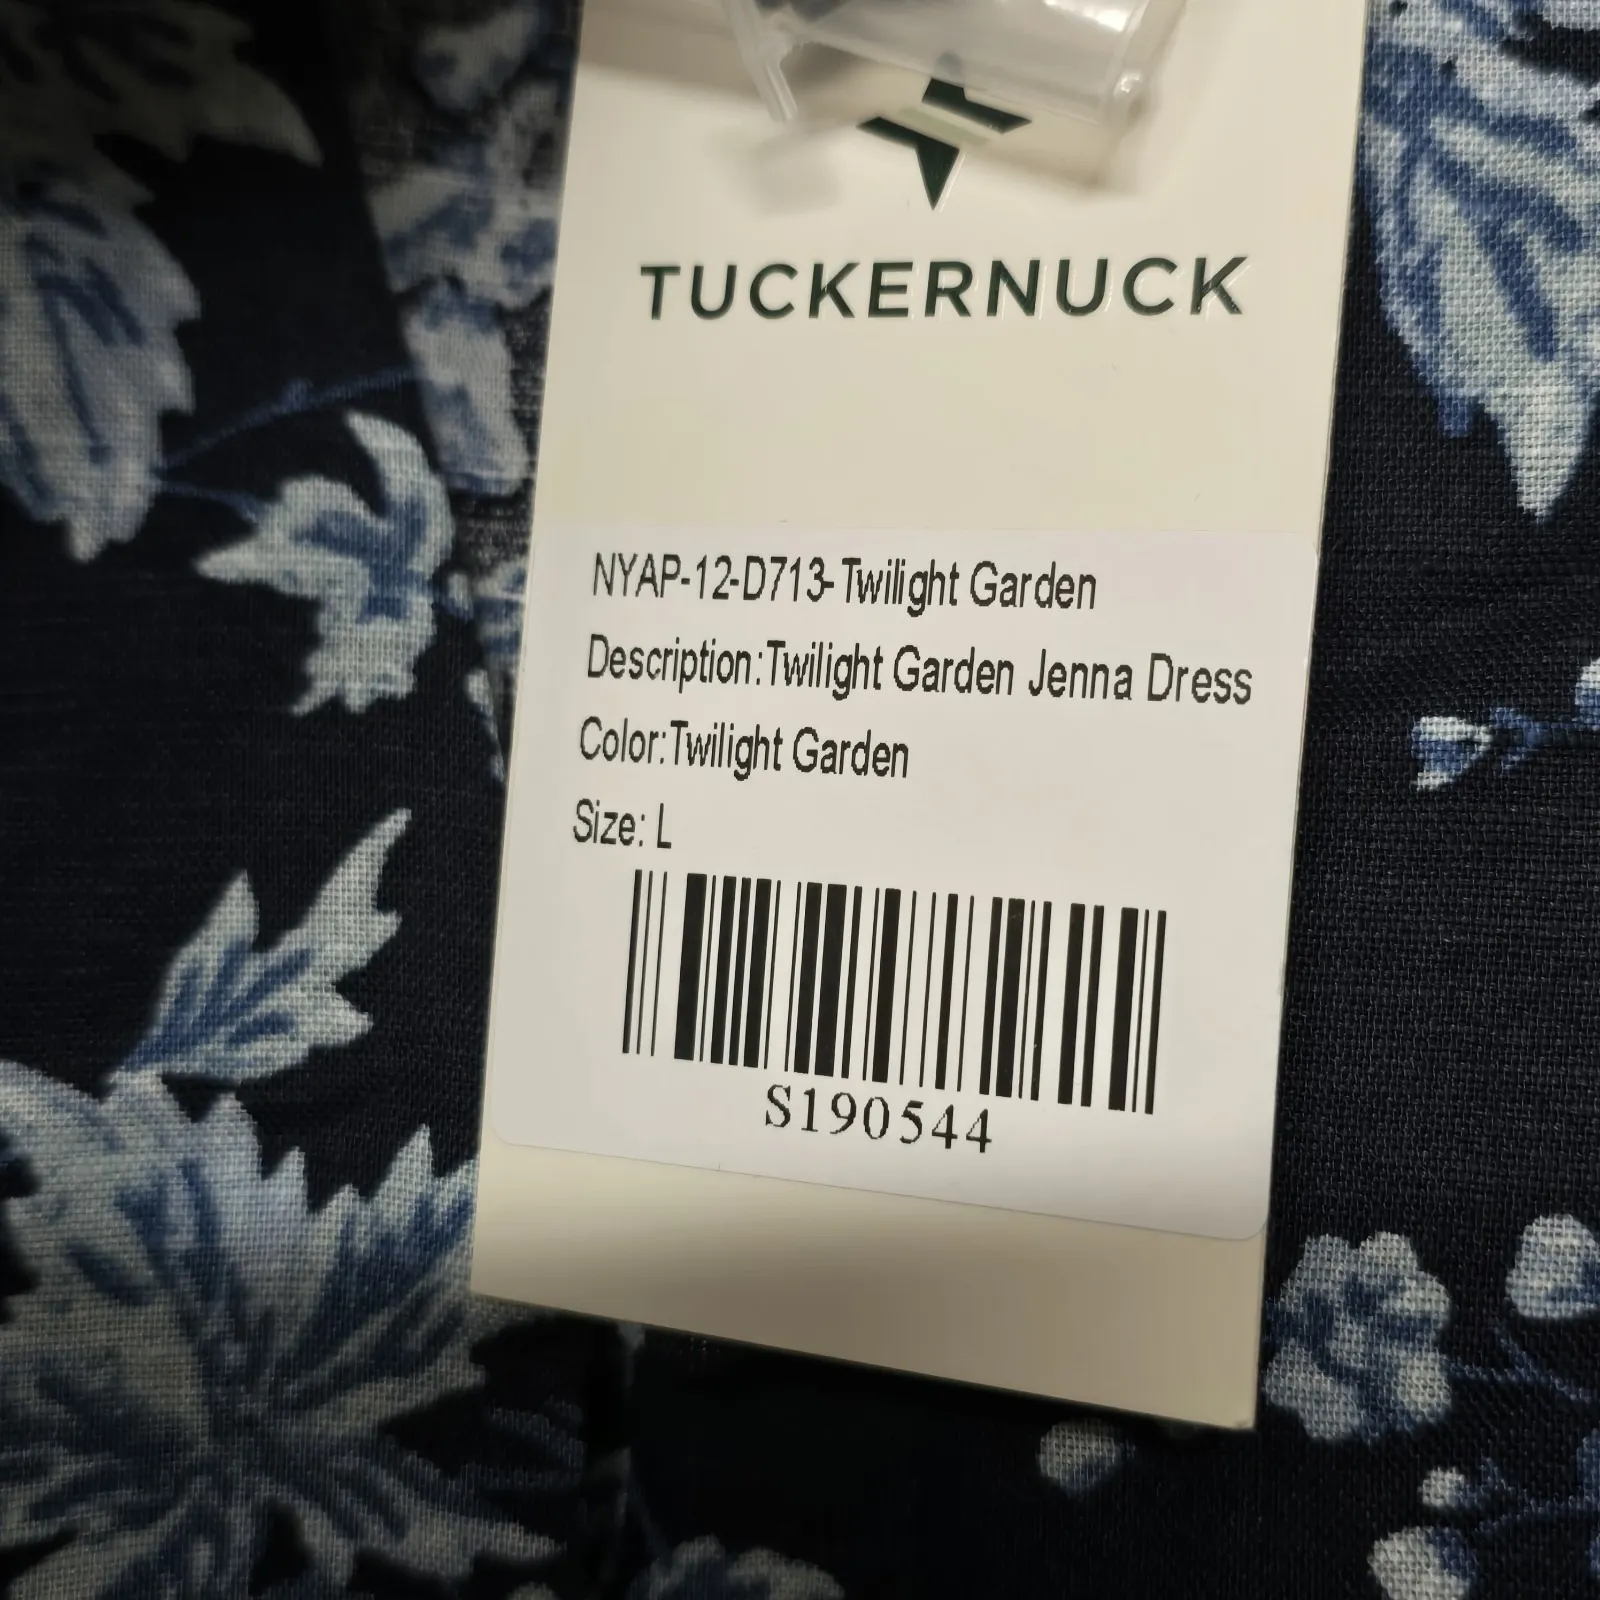 TUCKERNUCK
NYAP-12-D713-Twilight Garden
Description:Twilight Garden Jenna Dress
Color:Twilight Garden
Size: L
S190544